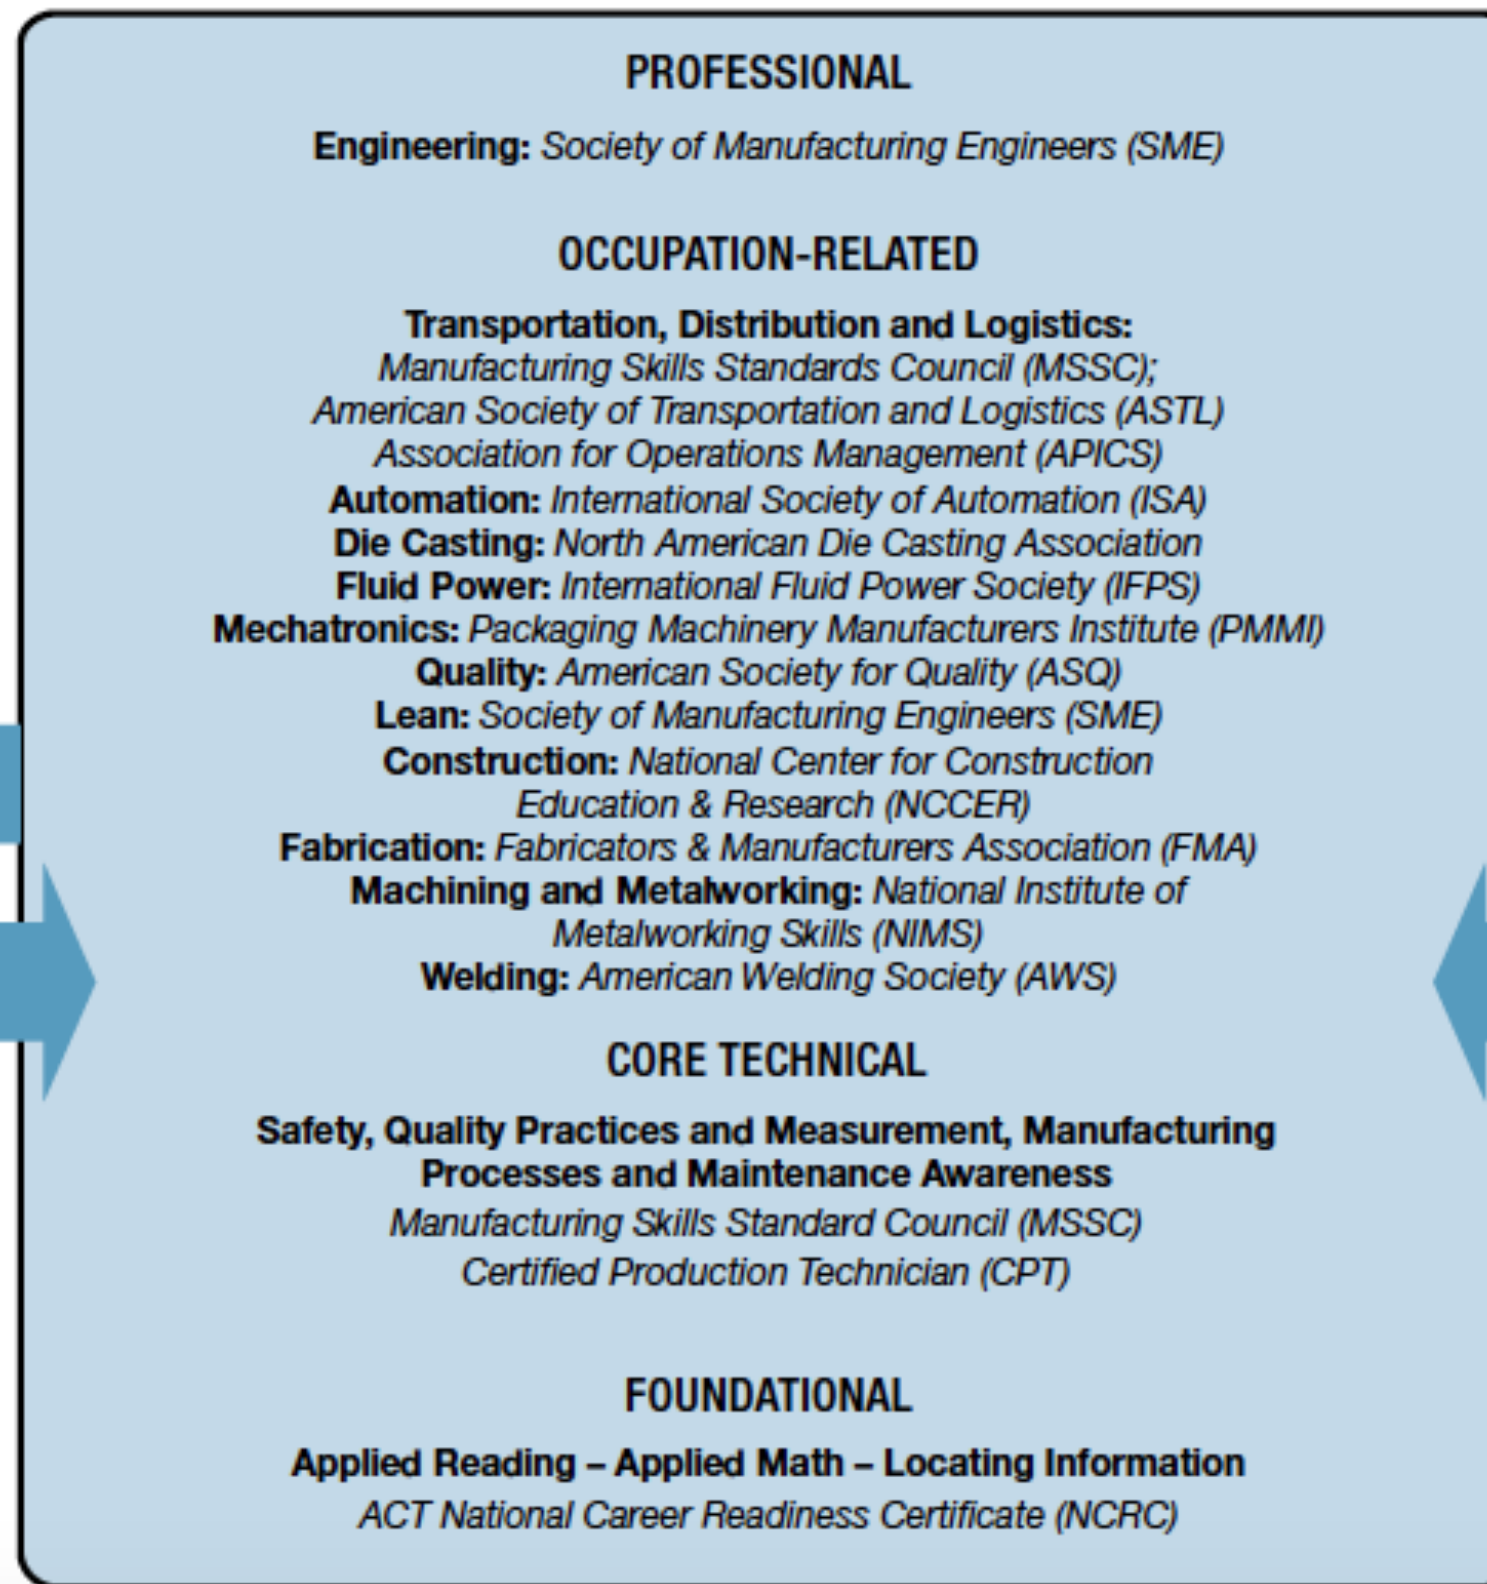 PROFESSIONAL
Engineering: Society of Manufacturing Engineers (SME)
OCCUPATION-RELATED
Transportation, Distribution and Logistics:
Manufacturing Skills Standards Council (MSSC);
American Society of Transportation and Logistics (ASTL)
Association for Operations Management (APICS)
Automation: International Society of Automation (ISA)
Die Casting: North American Die Casting Association
Fluid Power: International Fluid Power Society (IFPS)
Mechatronics: Packaging Machinery Manufacturers Institute (PMMI)
Quality: American Society for Quality (ASQ)
Lean: Society of Manufacturing Engineers (SME)
Construction: National Center for Construction
Education & Research (NCCER)
Fabrication: Fabricators & Manufacturers Association (FMA)
Machining and Metalworking: National Institute of
Metalworking Skills (NIMS)
Welding: American Welding Society (AWS)
CORE TECHNICAL
Safety, Quality Practices and Measurement, Manufacturing
Processes and Maintenance Awareness
Manufacturing Skills Standard Council (MSSC)
Certified Production Technician (CPT)
FOUNDATIONAL
Applied Reading – Applied Math – Locating Information
ACT National Career Readiness Certificate (NCRC)